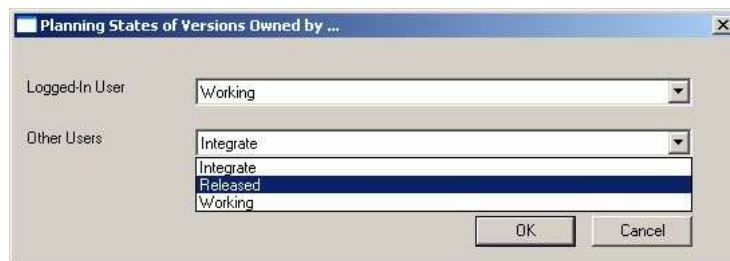 Planning States of Versions Owned by ...
Logged-In User
Working
Other Users
Integrate
Integrate
Released
Working
OK
Cancel